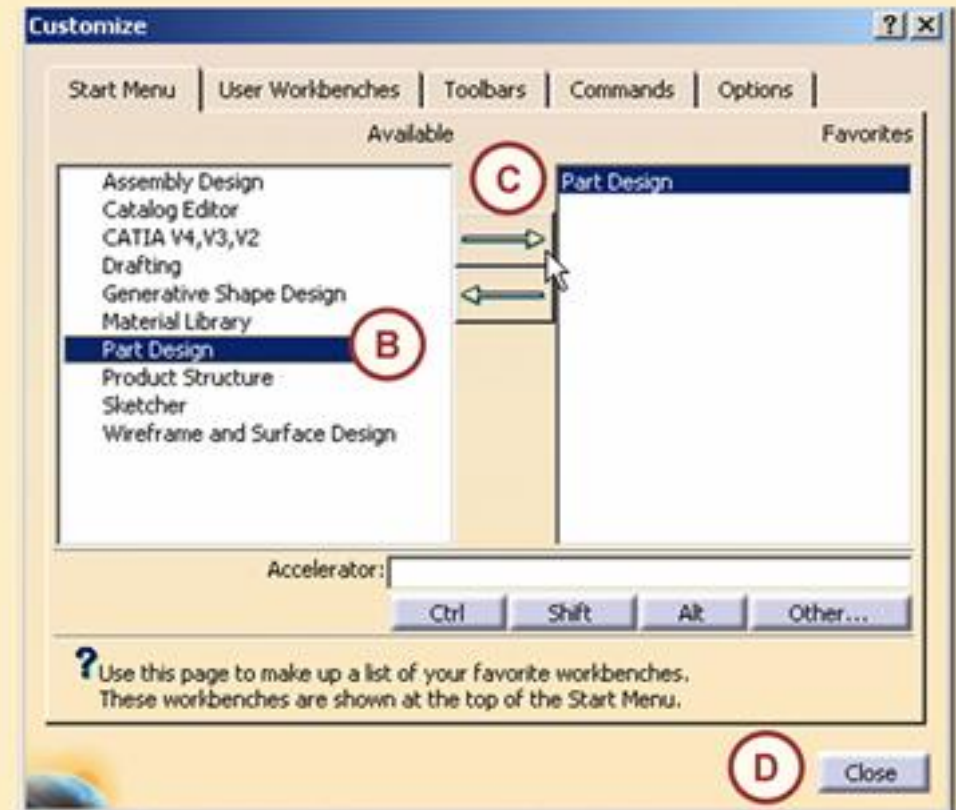 Customize
? X
Start Menu User Workbenches Toolbars Commands Options
Available Favorites
C
Assembly Design Part Design
Catalog Editor
CATIA V4,V3,V2
Drafting
Generative Shape Design
Material Library
B
Part Design
Product Structure
Sketcher
Wireframe and Surface Design
Accelerator:
Ctrl Shift Alt Other...
?Use this page to make up a list of your favorite workbenches.
These workbenches are shown at the top of the Start Menu.
D Close